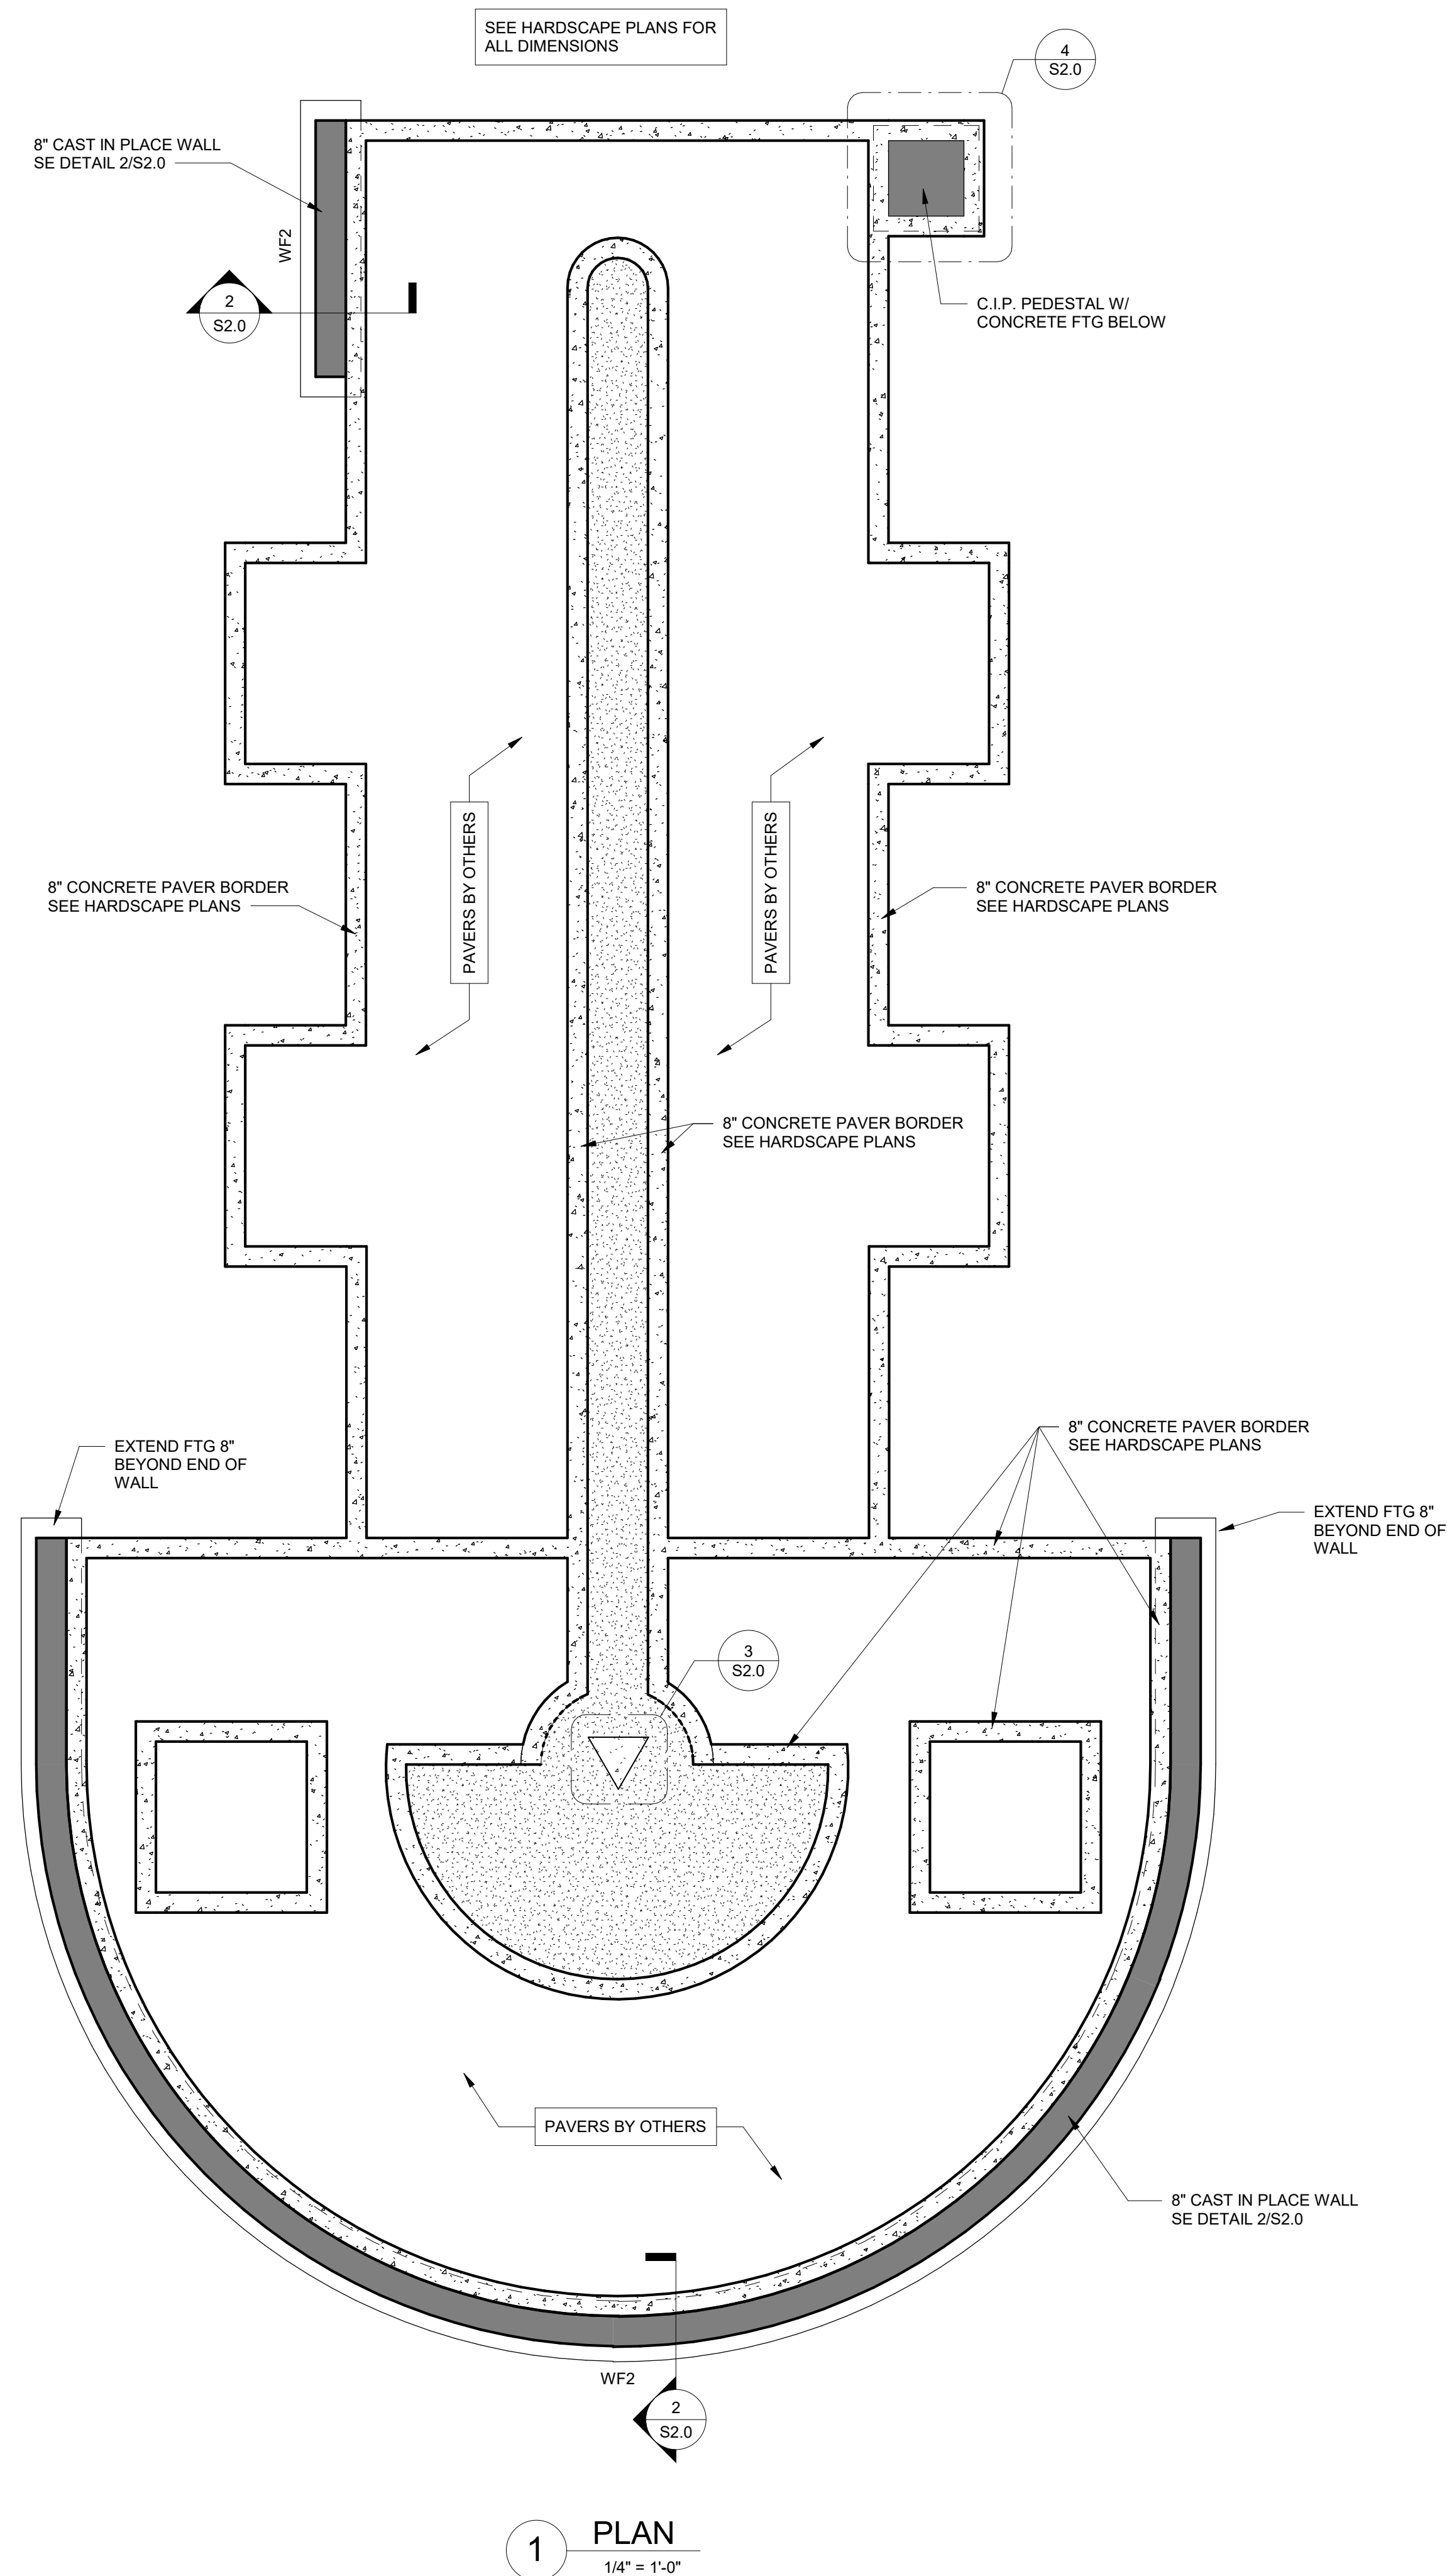 SEE HARDSCAPE PLANS FOR
ALL DIMENSIONS
4
S2.0
8" CAST IN PLACE WALL
SE DETAIL 2/S2.0
WF2
2
S2.0
C.I.P. PEDESTAL W/
CONCRETE FTG BELOW
PAVERS BY OTHERS
PAVERS BY OTHERS
8" CONCRETE PAVER BORDER
SEE HARDSCAPE PLANS
8" CONCRETE PAVER BORDER
SEE HARDSCAPE PLANS
8" CONCRETE PAVER BORDER
SEE HARDSCAPE PLANS
8" CONCRETE PAVER BORDER
SEE HARDSCAPE PLANS
EXTEND FTG 8"
BEYOND END OF
WALL
EXTEND FTG 8"
BEYOND END OF
WALL
3
S2.0
PAVERS BY OTHERS
8" CAST IN PLACE WALL
SE DETAIL 2/S2.0
WF2
2
S2.0
1
PLAN
1/4" = 1'-0"